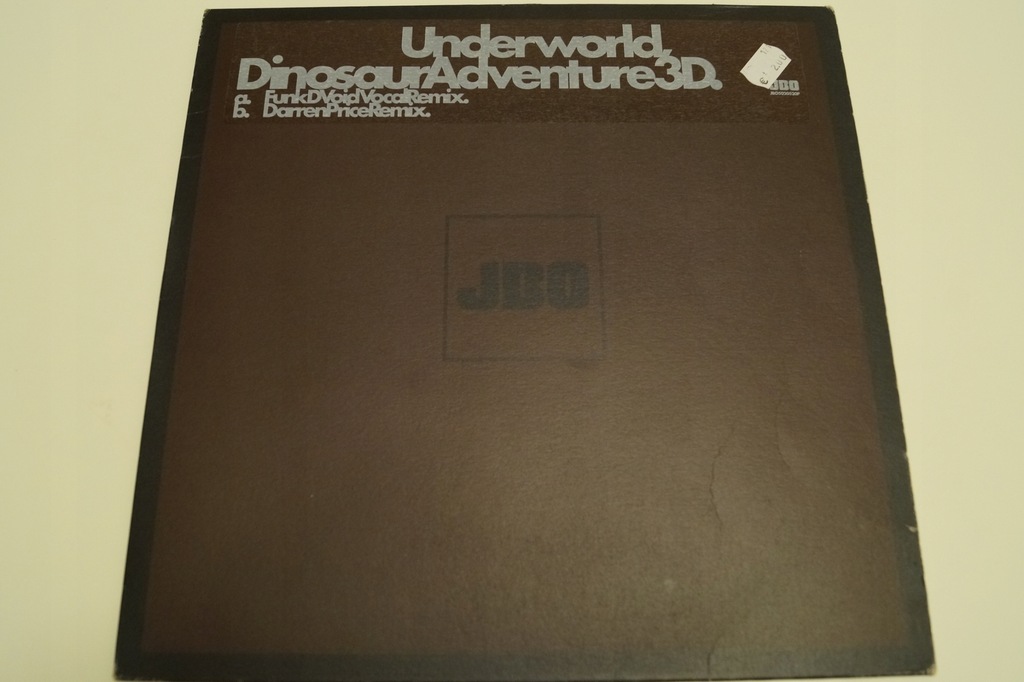 Underworld,
DinosaurAdventure3D.
a. FunkDVoidVocalRemix.
b. DarrenPriceRemix.
JBO
JBO